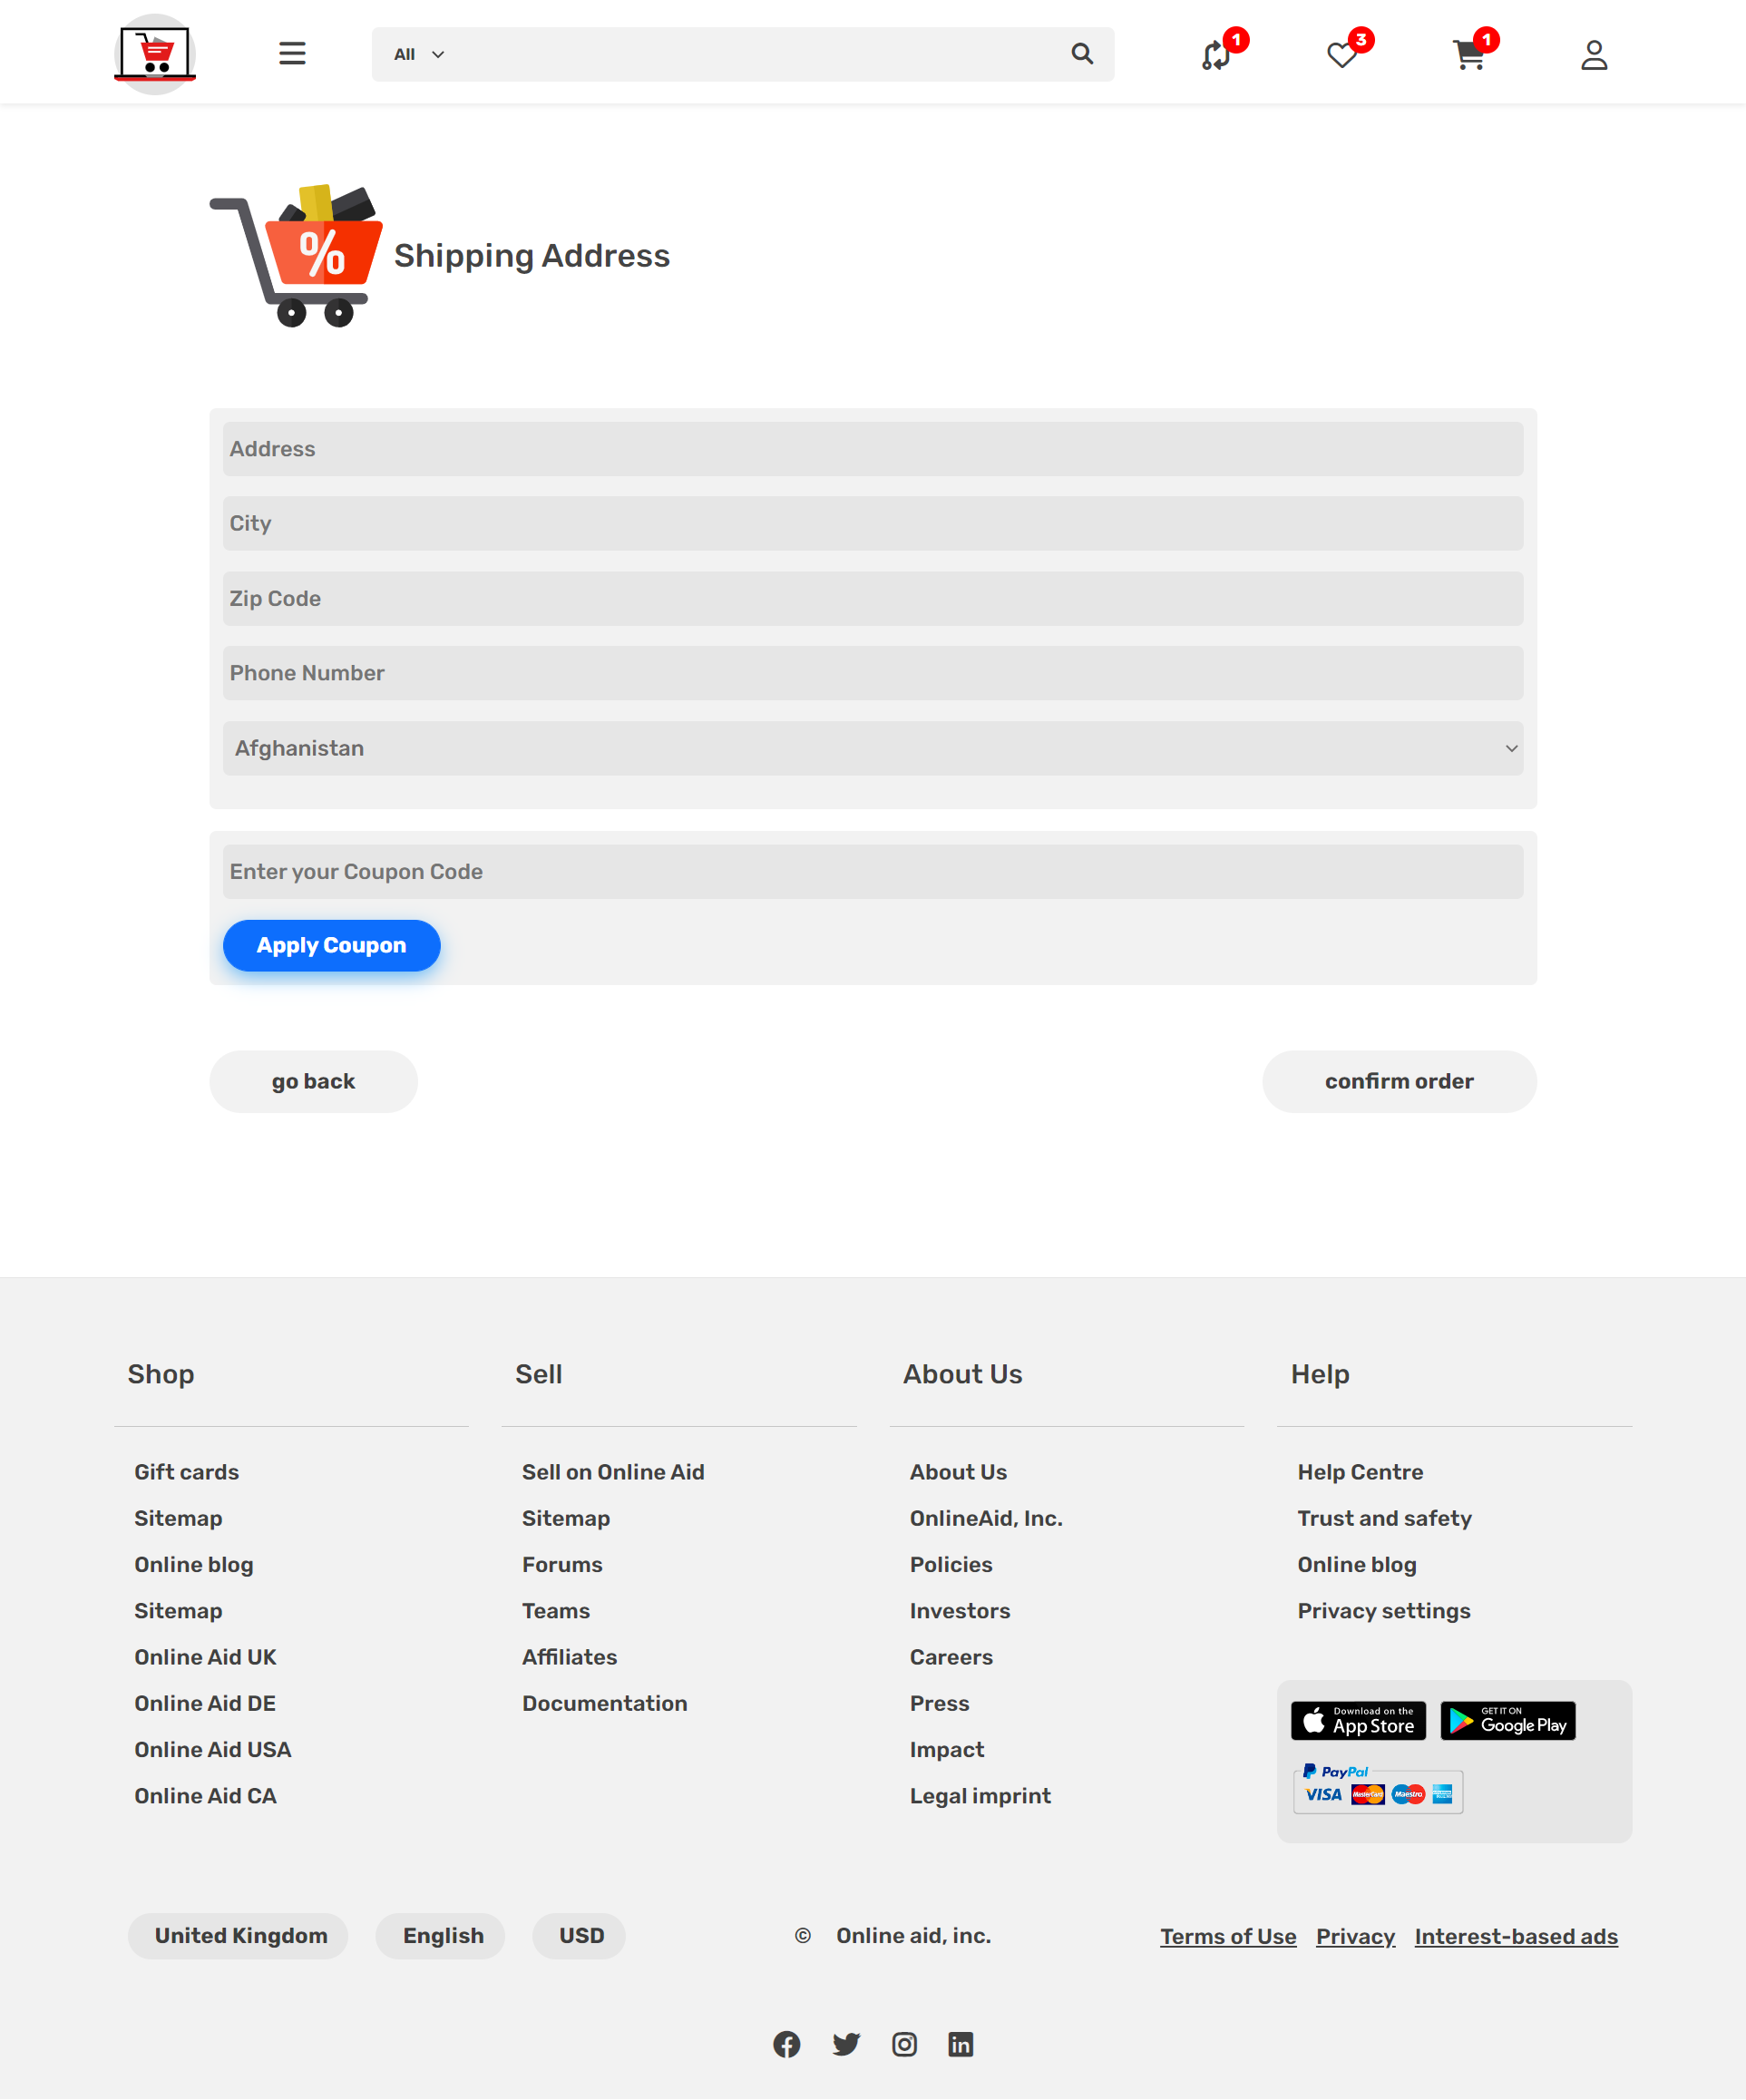 All
1
3
1
%
Shipping Address
Address
City
Zip Code
Phone Number
Afghanistan
Enter your Coupon Code
Apply Coupon
go back
confirm order
Shop
Gift cards
Sitemap
Online blog
Sitemap
Online Aid UK
Online Aid DE
Online Aid USA
Online Aid CA
Sell
Sell on Online Aid
Sitemap
Forums
Teams
Affiliates
Documentation
About Us
About Us
OnlineAid, Inc.
Policies
Investors
Careers
Press
Impact
Legal imprint
Help
Help Centre
Trust and safety
Online blog
Privacy settings
Download on the
App Store
GET IT ON
Google Play
PayPal
VISA MasterCard Maestro
United Kingdom
English
USD
© Online aid, inc.
Terms of Use Privacy Interest-based ads